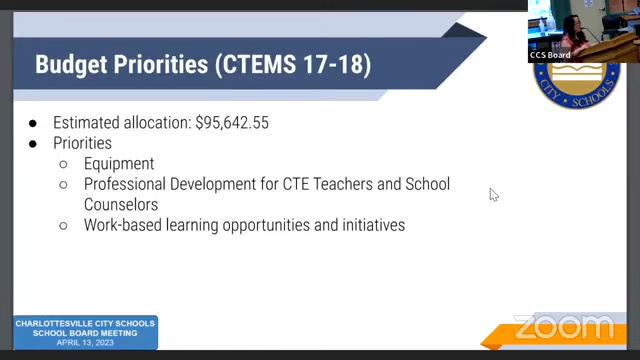 Budget Priorities (CTEMS 17-18)
CCS Board
CITY SCHOOLS
● Estimated allocation: $95,642.55
● Priorities
○ Equipment
○ Professional Development for CTE Teachers and School
Counselors
○ Work-based learning opportunities and initiatives
CHARLOTTESVILLE CITY SCHOOLS
SCHOOL BOARD MEETING
APRIL 13, 2023
zoom